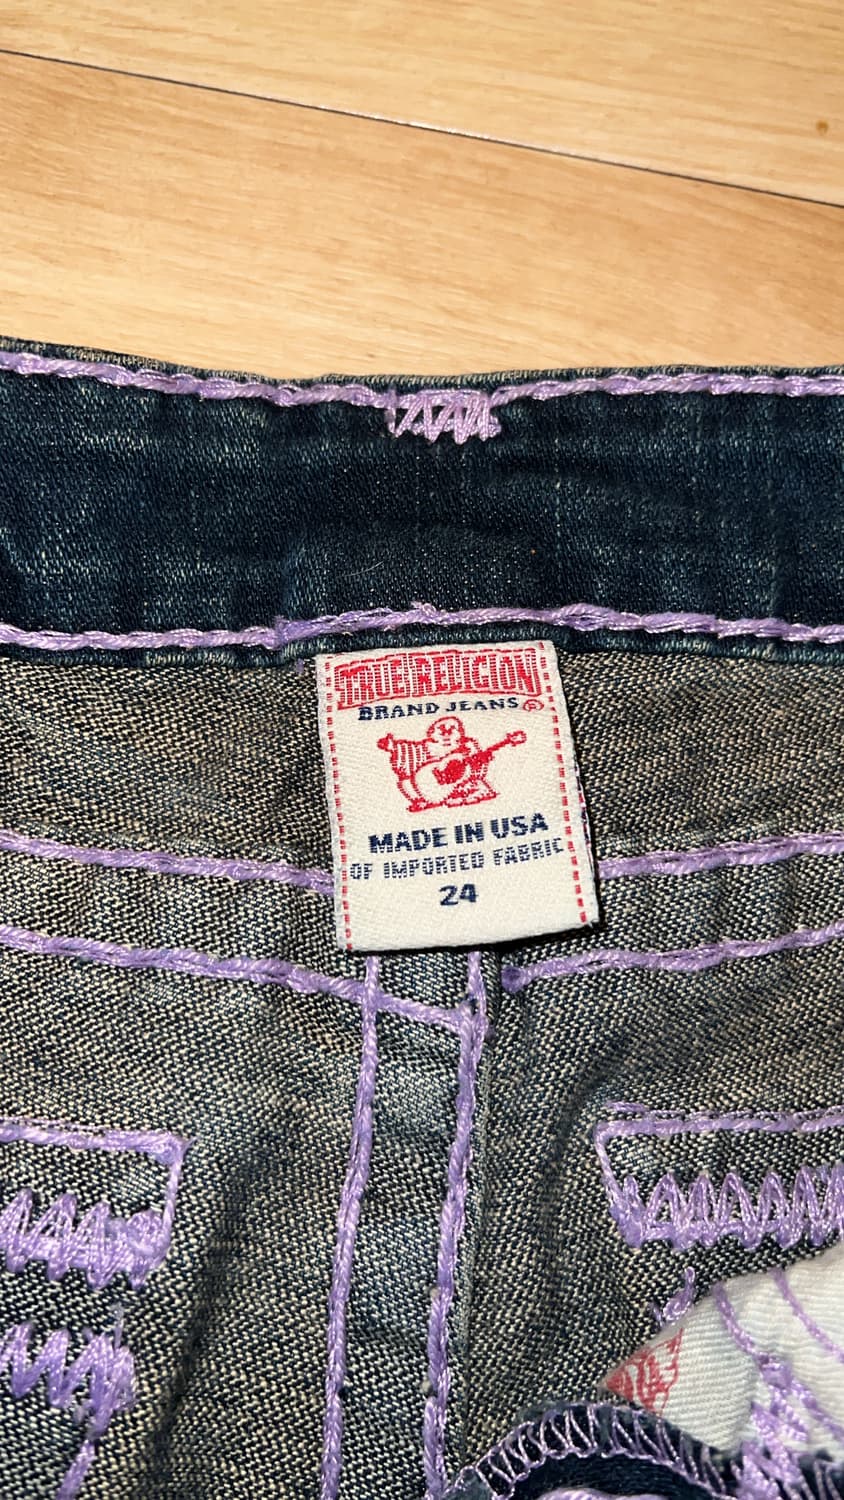 TRUE RELIGION
BRAND JEANS®
MADE IN USA
OF IMPORTED FABRIC
24